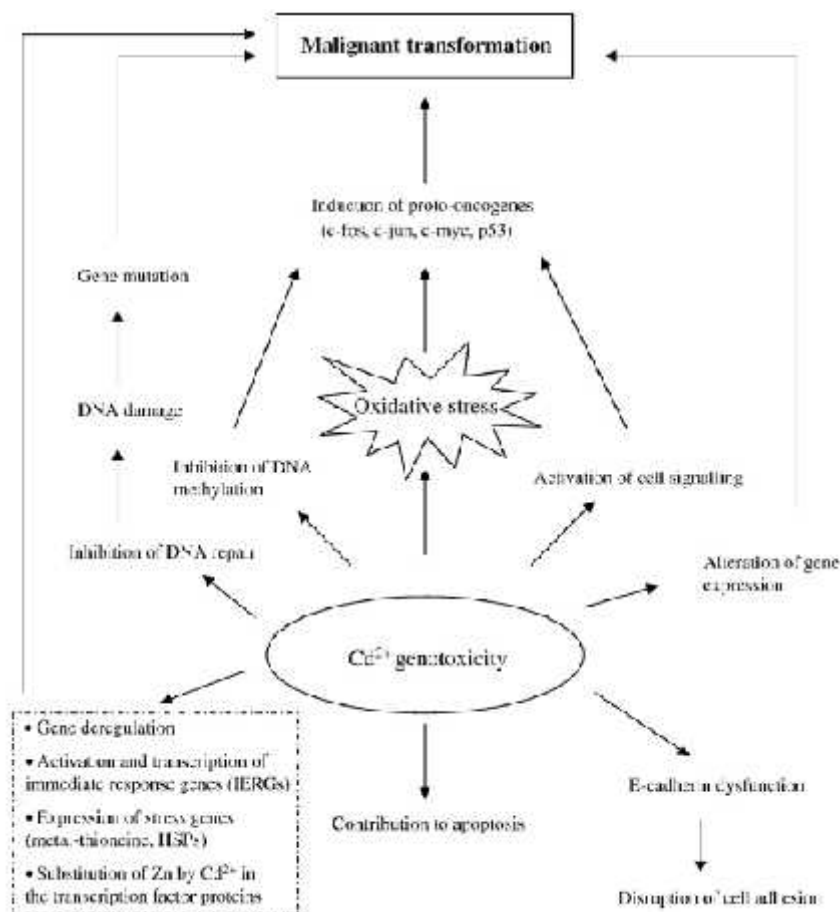 Malignant transformation
Induction of proto-oncogenes
(c-fos, c-jun, c-myc, p53)
Gene mutation
Oxidative stress
DNA damage
Inhibition of DNA
methylation
Activation of cell signalling
Inhibition of DNA repair
Alteration of gene
expression
Cd²⁺ genotoxicity
• Gene deregulation
• Activation and transcription of
immediate response genes (IERGs)
• Expression of stress genes
(metal-thioneine, HSPs)
• Substitution of Zn by Cd²⁺ in
the transcription factor proteins
Contribution to apoptosis
E-cadherin dysfunction
Disruption of cell adhesion